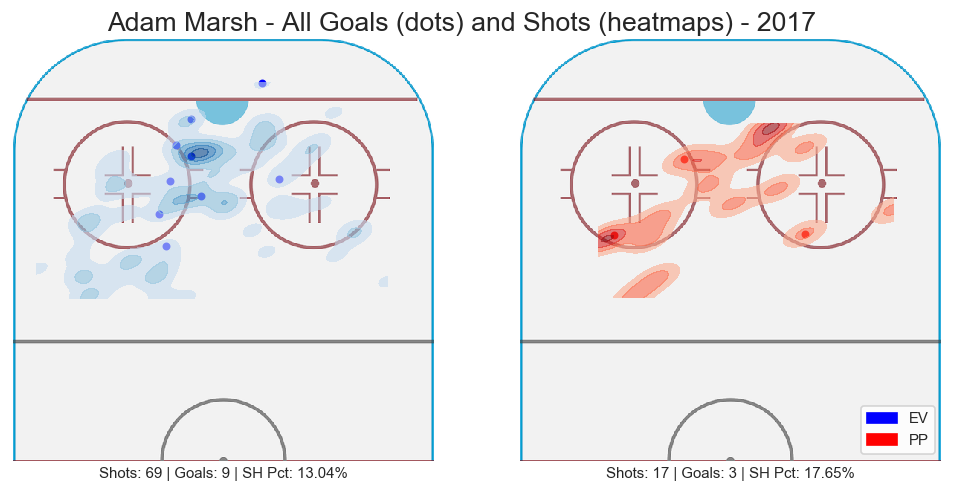 Adam Marsh - All Goals (dots) and Shots (heatmaps) - 2017
EV
PP
Shots: 69 | Goals: 9 | SH Pct: 13.04%
Shots: 17 | Goals: 3 | SH Pct: 17.65%